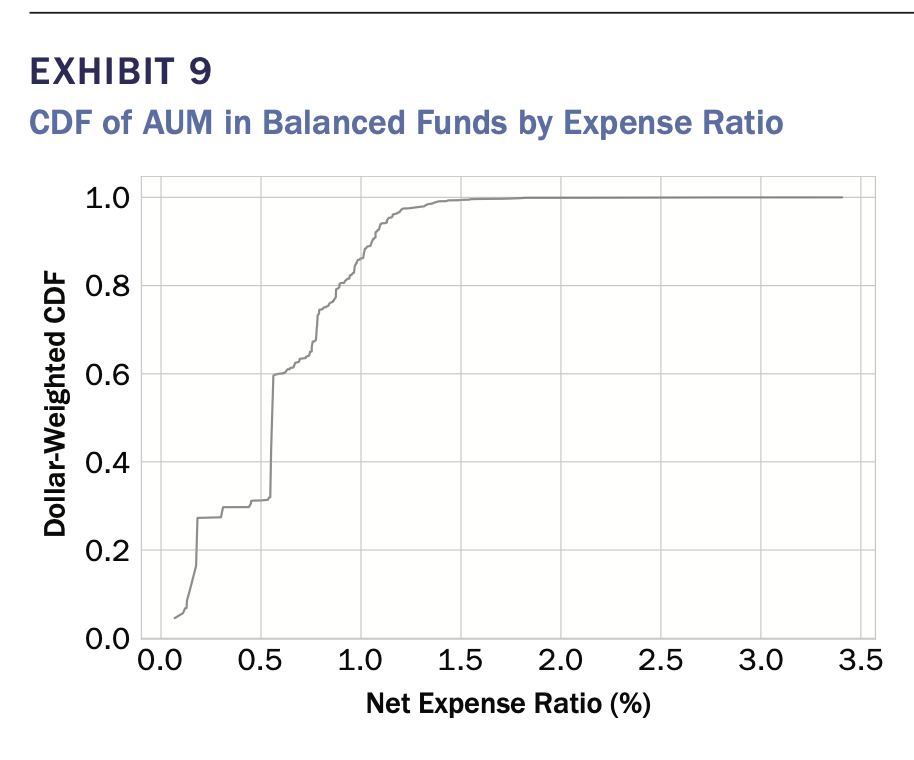 EXHIBIT 9
CDF of AUM in Balanced Funds by Expense Ratio
1.0
0.8
0.6
0.4
0.2
0.0
Dollar-Weighted CDF
0.0 0.5 1.0 1.5 2.0 2.5 3.0 3.5
Net Expense Ratio (%)